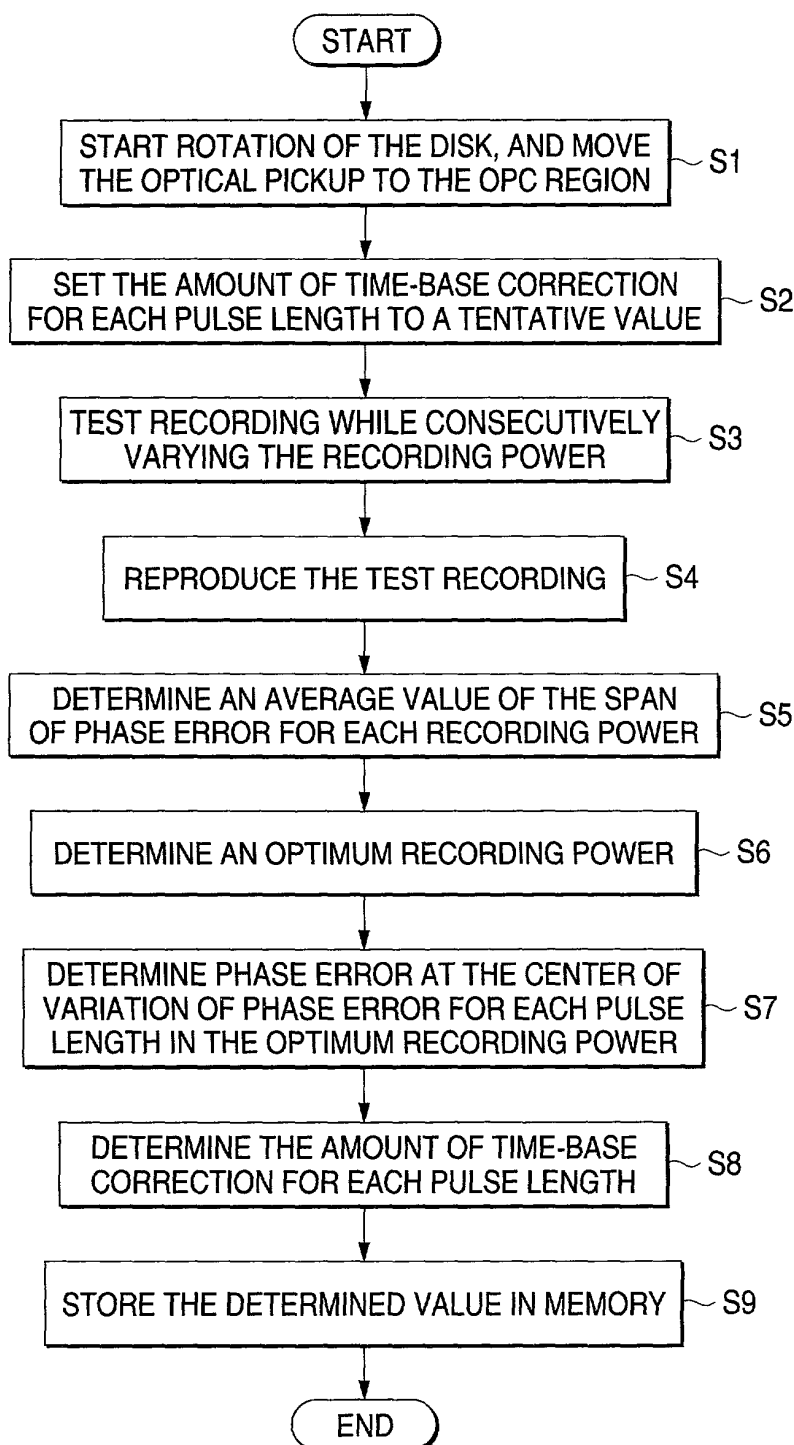 START
START ROTATION OF THE DISK, AND MOVE
THE OPTICAL PICKUP TO THE OPC REGION
S1
SET THE AMOUNT OF TIME-BASE CORRECTION
FOR EACH PULSE LENGTH TO A TENTATIVE VALUE
S2
TEST RECORDING WHILE CONSECUTIVELY
VARYING THE RECORDING POWER
S3
REPRODUCE THE TEST RECORDING
S4
DETERMINE AN AVERAGE VALUE OF THE SPAN
OF PHASE ERROR FOR EACH RECORDING POWER
S5
DETERMINE AN OPTIMUM RECORDING POWER
S6
DETERMINE PHASE ERROR AT THE CENTER OF
VARIATION OF PHASE ERROR FOR EACH PULSE
LENGTH IN THE OPTIMUM RECORDING POWER
S7
DETERMINE THE AMOUNT OF TIME-BASE
CORRECTION FOR EACH PULSE LENGTH
S8
STORE THE DETERMINED VALUE IN MEMORY
S9
END